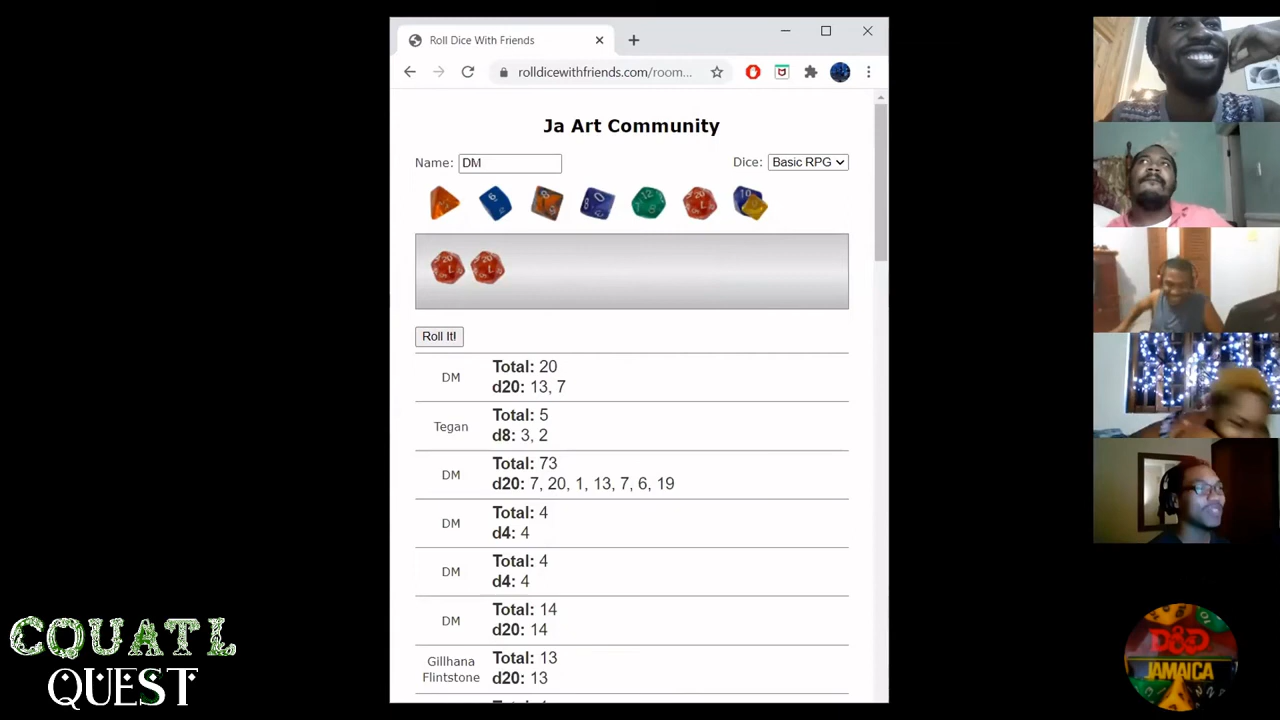 Roll Dice With Friends
rolldicewithfriends.com/room...
Ja Art Community
Name: DM
Dice: Basic RPG
Roll It!
DM
Total: 20
d20: 13, 7
Tegan
Total: 5
d8: 3, 2
DM
Total: 73
d20: 7, 20, 1, 13, 7, 6, 19
DM
Total: 4
d4: 4
DM
Total: 4
d4: 4
DM
Total: 14
d20: 14
Gillhana
Flintstone
Total: 13
d20: 13
COUATL
QUEST
D&D
JAMAICA